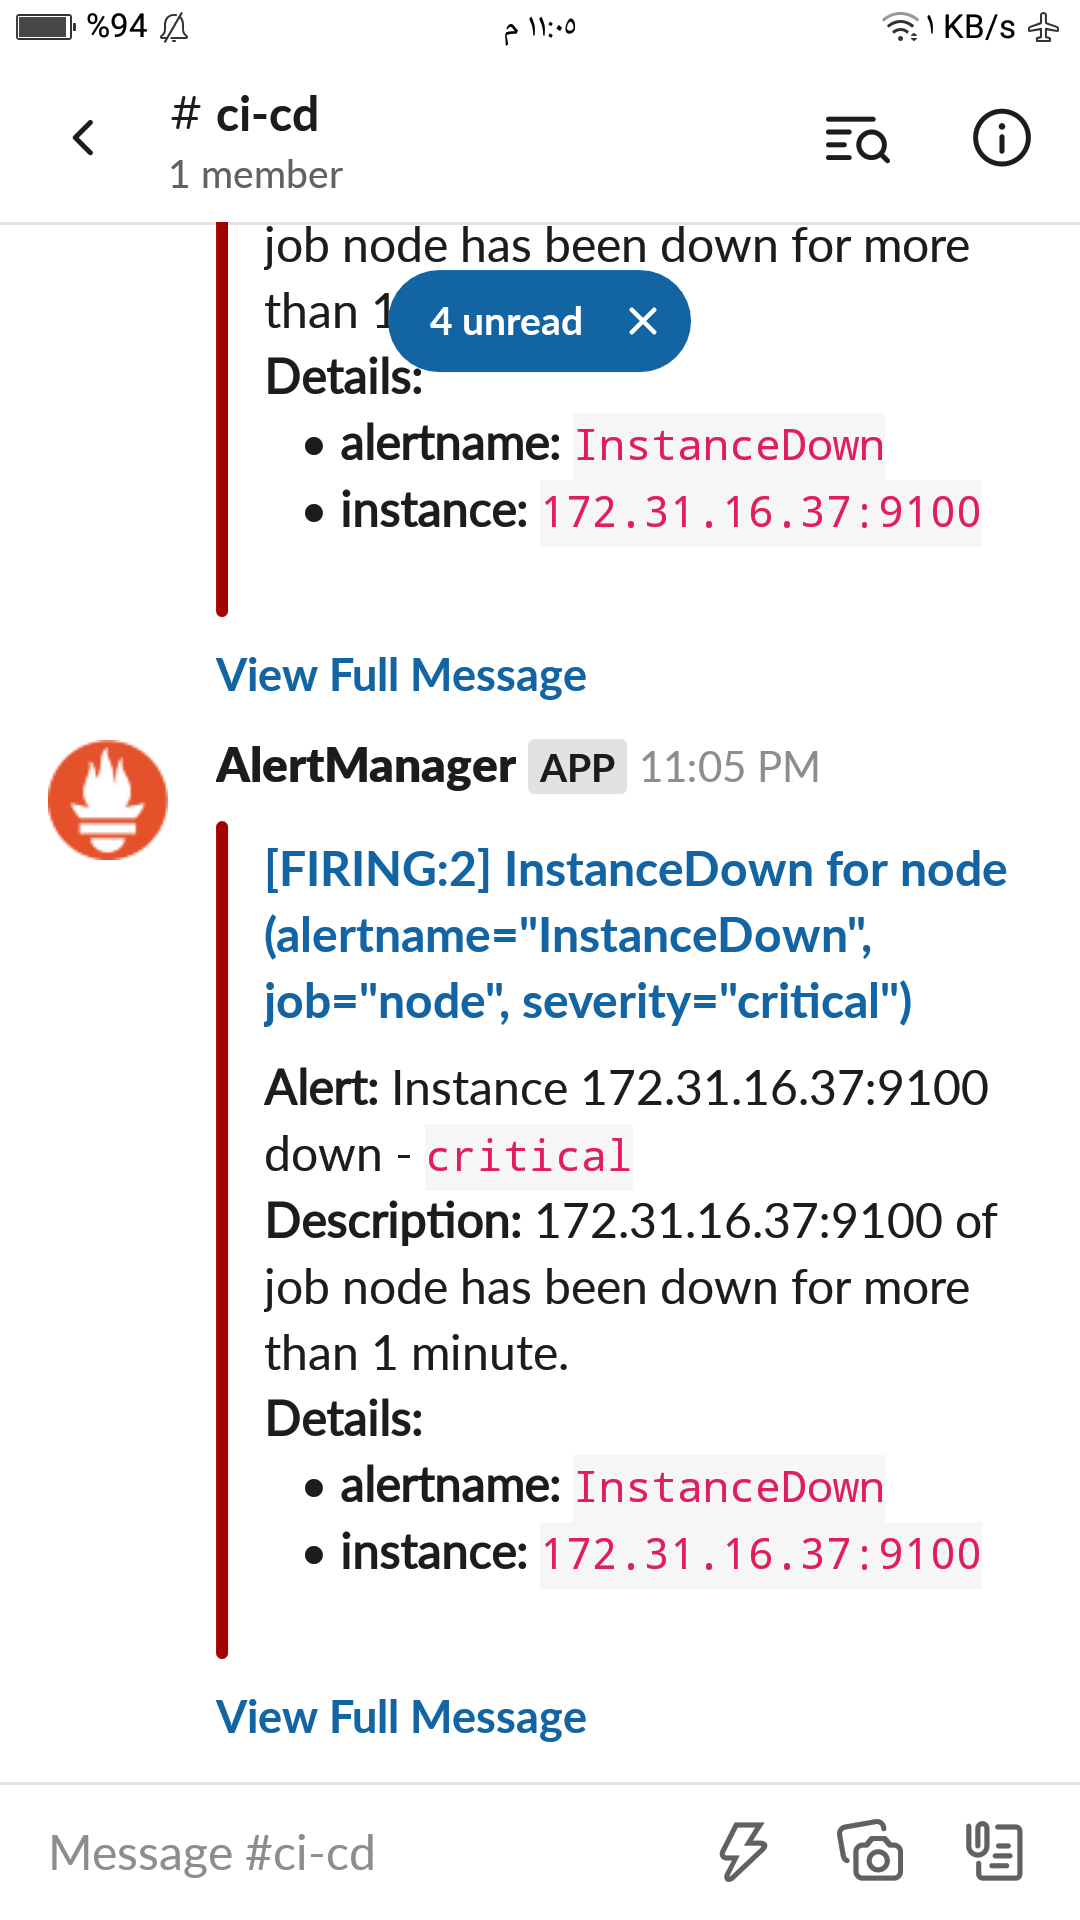 %94 ١١:٠٥ م ١ KB/s
# ci-cd
1 member
job node has been down for more
than 1
4 unread
Details:
• alertname: InstanceDown
• instance: 172.31.16.37:9100
View Full Message
AlertManager APP 11:05 PM
[FIRING:2] InstanceDown for node
(alertname="InstanceDown",
job="node", severity="critical")
Alert: Instance 172.31.16.37:9100
down - critical
Description: 172.31.16.37:9100 of
job node has been down for more
than 1 minute.
Details:
• alertname: InstanceDown
• instance: 172.31.16.37:9100
View Full Message
Message #ci-cd